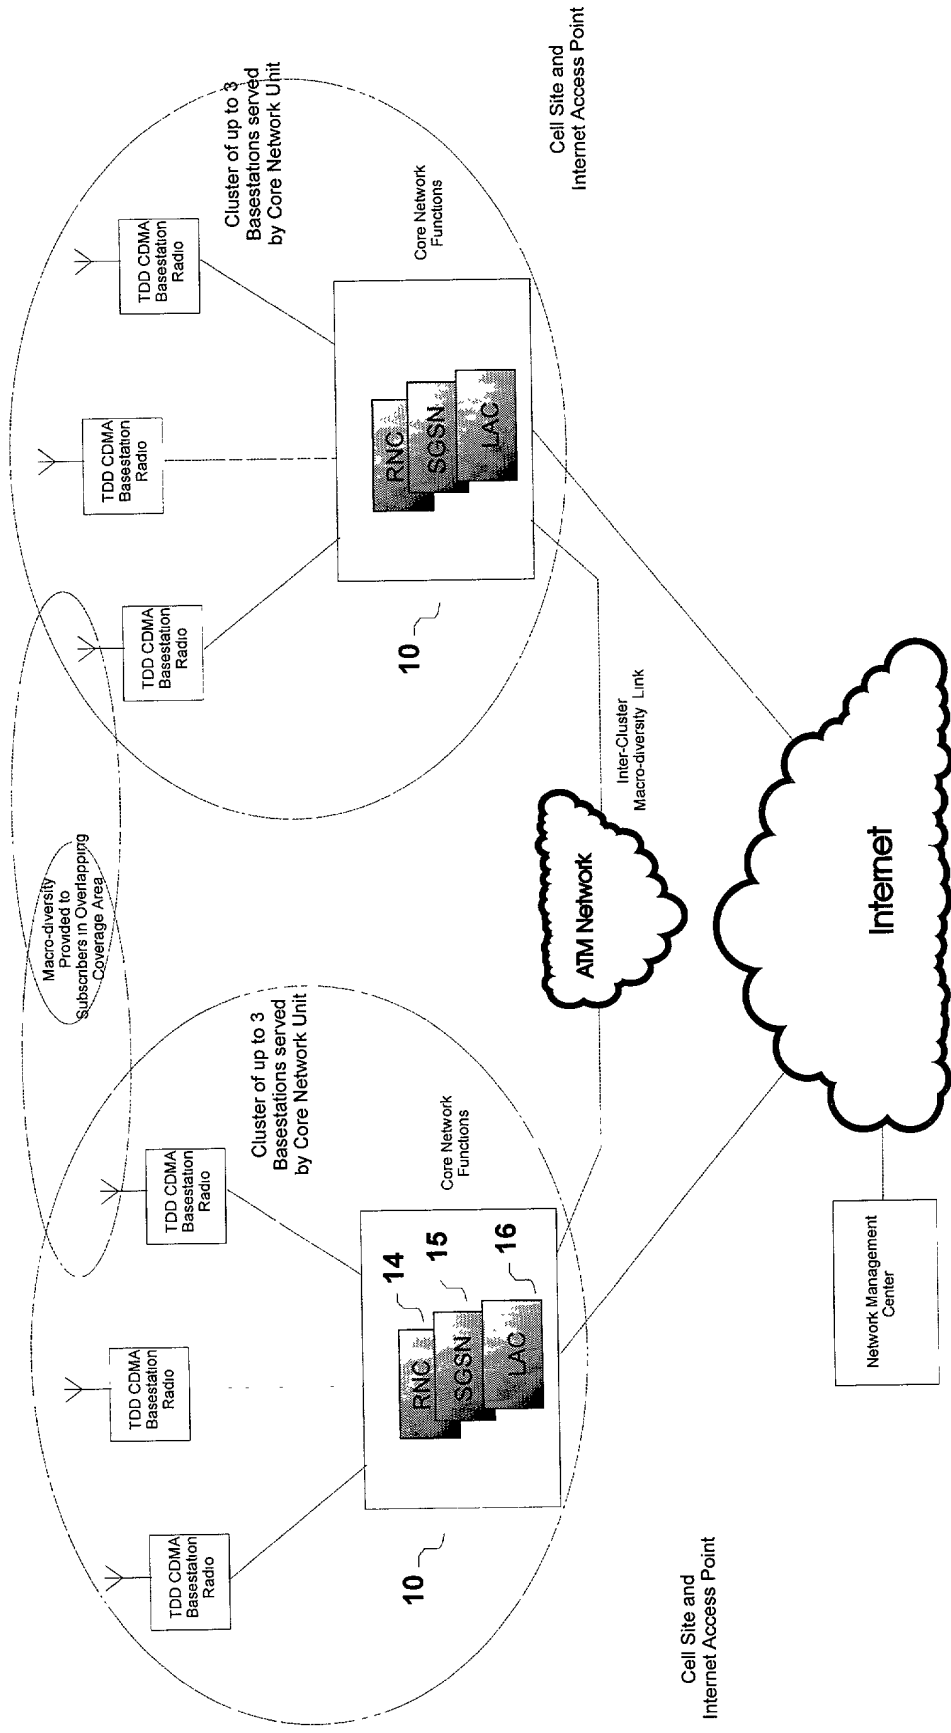 Macro-diversity
Provided to
Subscribers in Overlapping
Coverage Area
TDD CDMA
Basestation
Radio
TDD CDMA
Basestation
Radio
TDD CDMA
Basestation
Radio
Cluster of up to 3
Basestations served
by Core Network Unit
Core Network
Functions
10
RNC
14
SGSN
15
LAC
16
Cell Site and
Internet Access Point
TDD CDMA
Basestation
Radio
TDD CDMA
Basestation
Radio
TDD CDMA
Basestation
Radio
Cluster of up to 3
Basestations served
by Core Network Unit
Core Network
Functions
10
RNC
SGSN
LAC
Cell Site and
Internet Access Point
ATM Network
Inter-Cluster
Macro-diversity Link
Internet
Network Management
Center